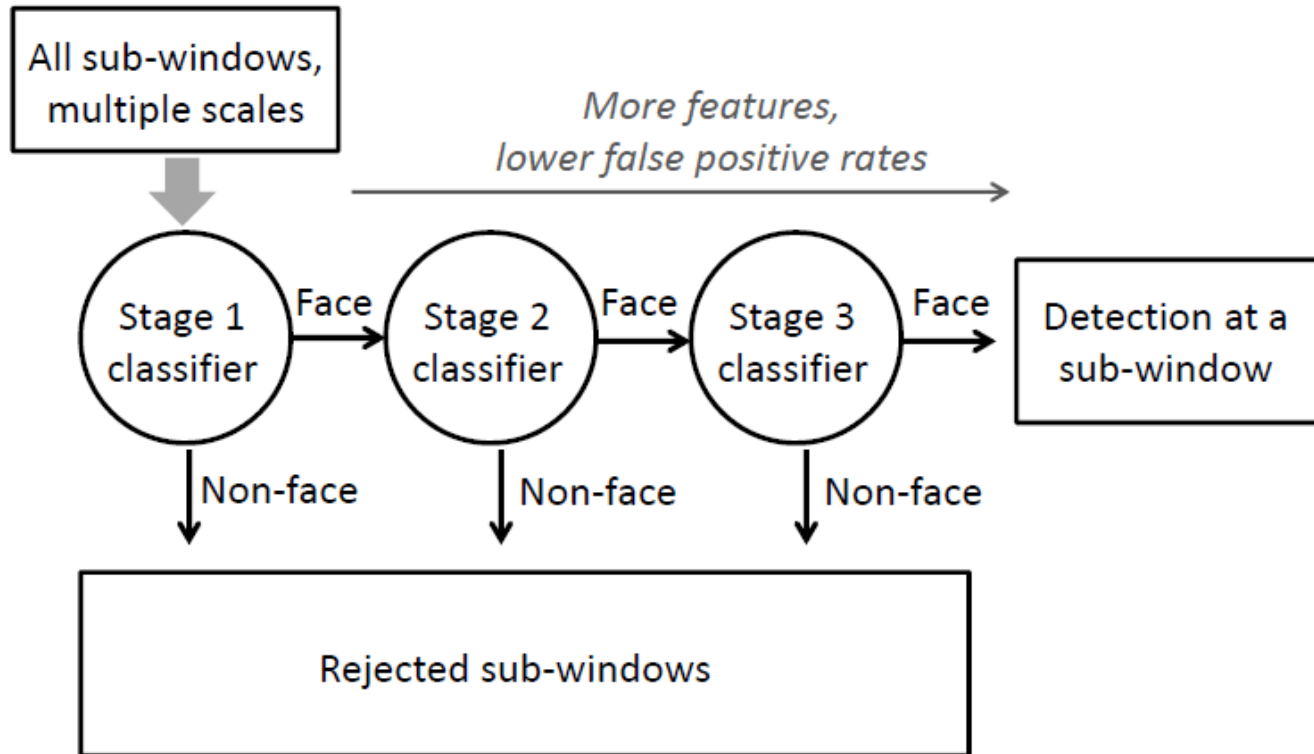 All sub-windows,
multiple scales
More features,
lower false positive rates
Stage 1
classifier
Face
Stage 2
classifier
Face
Stage 3
classifier
Face
Detection at a
sub-window
Non-face
Non-face
Non-face
Rejected sub-windows